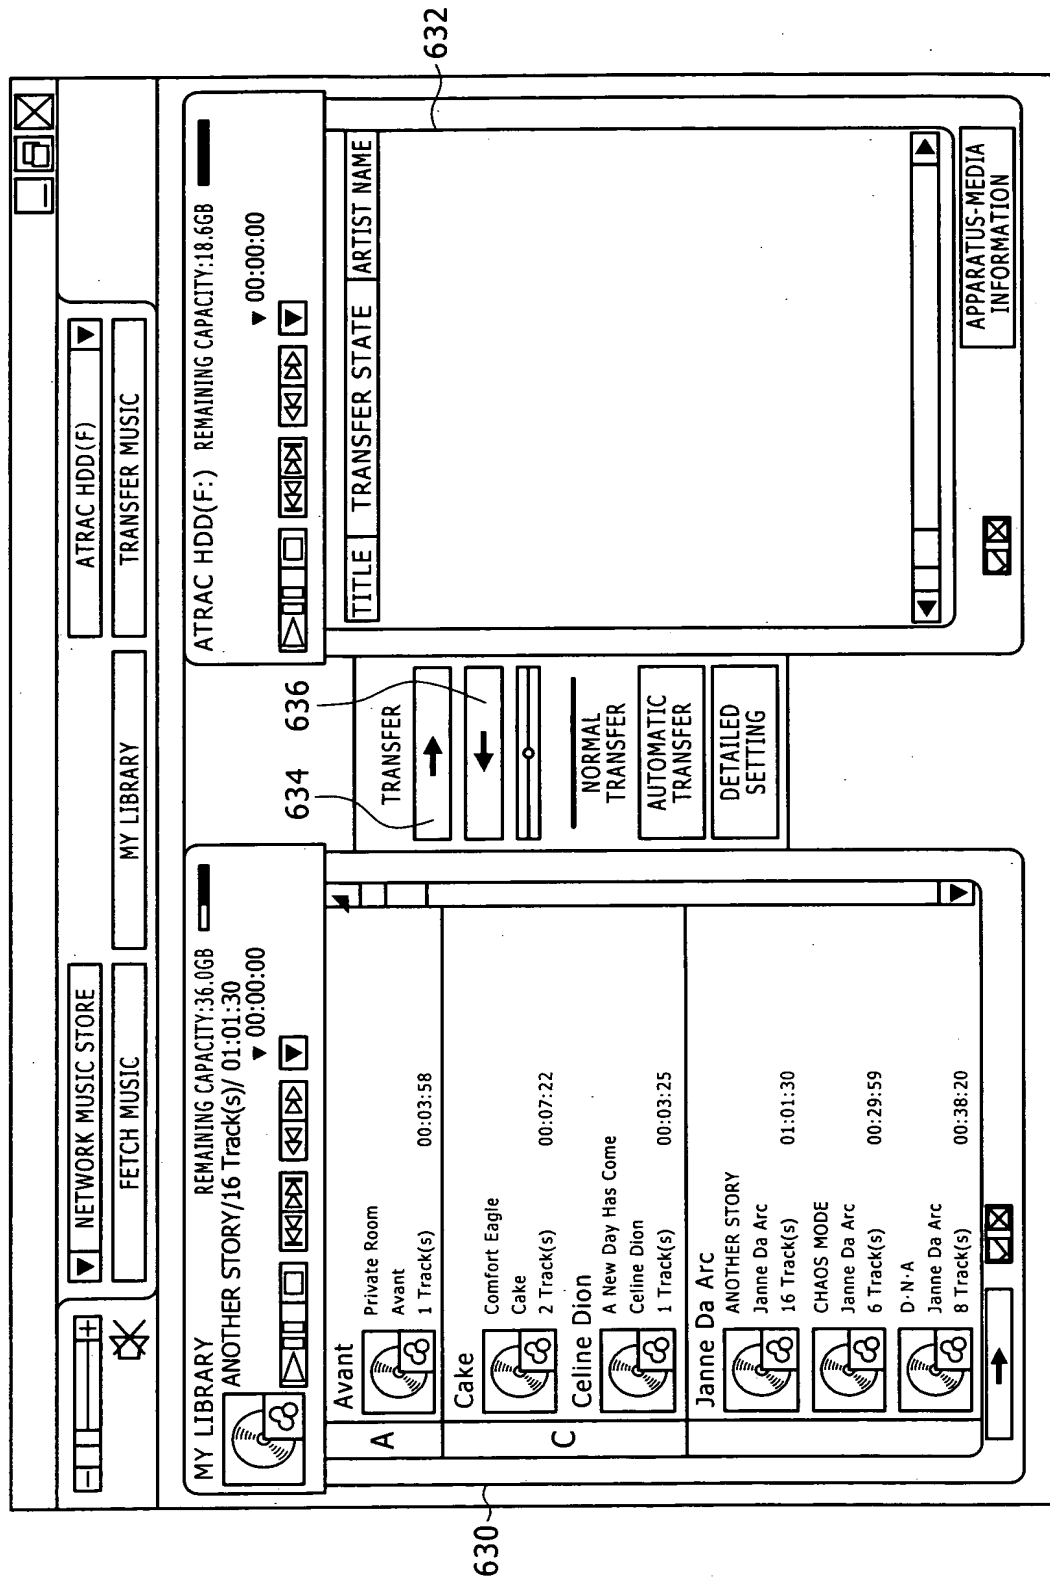 NETWORK MUSIC STORE
ATRAC HDD(F)
FETCH MUSIC
MY LIBRARY
TRANSFER MUSIC
MY LIBRARY
REMAINING CAPACITY:36.0GB
ANOTHER STORY/16 Track(s)/ 01:01:30
▼ 00:00:00
A
Avant
Private Room
Avant
1 Track(s) 00:03:58
C
Cake
Comfort Eagle
Cake
2 Track(s) 00:07:22
Celine Dion
A New Day Has Come
Celine Dion
1 Track(s) 00:03:25
Janne Da Arc
ANOTHER STORY
Janne Da Arc
16 Track(s) 01:01:30
CHAOS MODE
Janne Da Arc
6 Track(s) 00:29:59
D·N·A
Janne Da Arc
8 Track(s) 00:38:20
630
634
636
TRANSFER
NORMAL
TRANSFER
AUTOMATIC
TRANSFER
DETAILED
SETTING
ATRAC HDD(F:) REMAINING CAPACITY:18.6GB
▼ 00:00:00
TITLE TRANSFER STATE ARTIST NAME
632
APPARATUS-MEDIA
INFORMATION